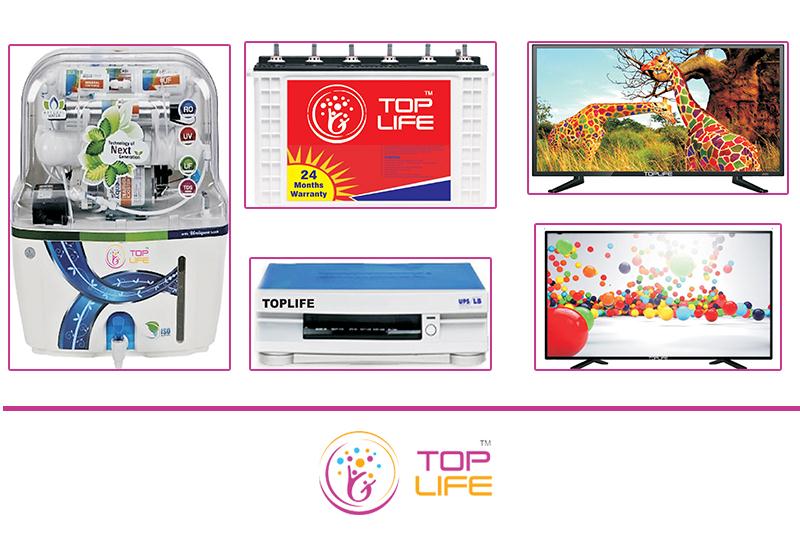 Technology of
Next
Generation
RO
UV
UF
TDS
TOP
LIFE
TM
ISO
TOP
LIFE
TM
24
Months
Warranty
TOPLIFE
UPS
TOPLIFE
TOPLIFE
TOP
LIFE
TM